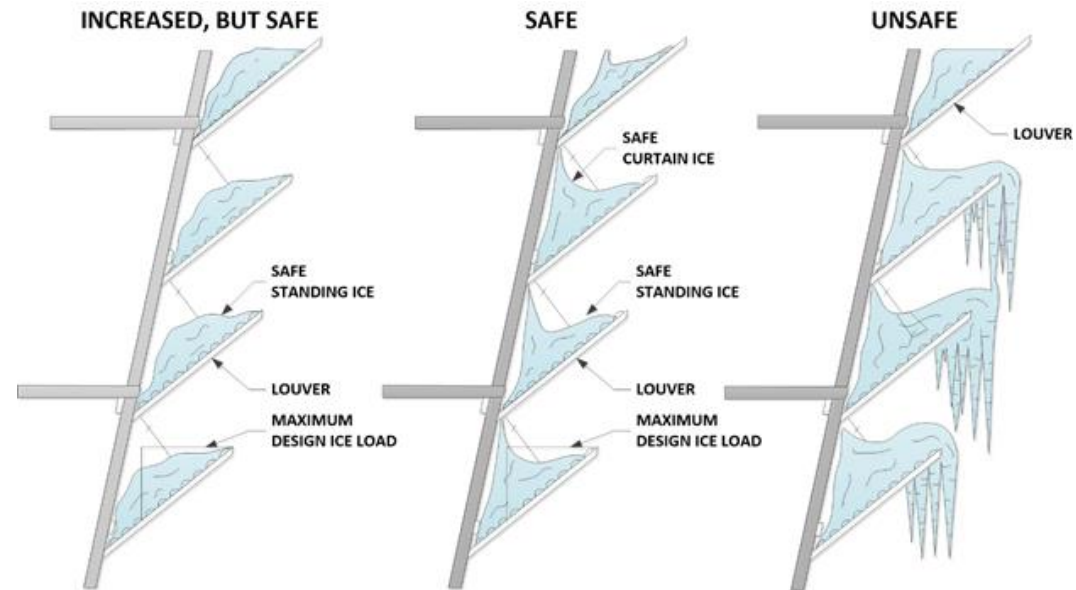 INCREASED, BUT SAFE
SAFE
UNSAFE
LOUVER
SAFE
CURTAIN ICE
SAFE
STANDING ICE
SAFE
STANDING ICE
LOUVER
LOUVER
MAXIMUM
DESIGN ICE LOAD
MAXIMUM
DESIGN ICE LOAD